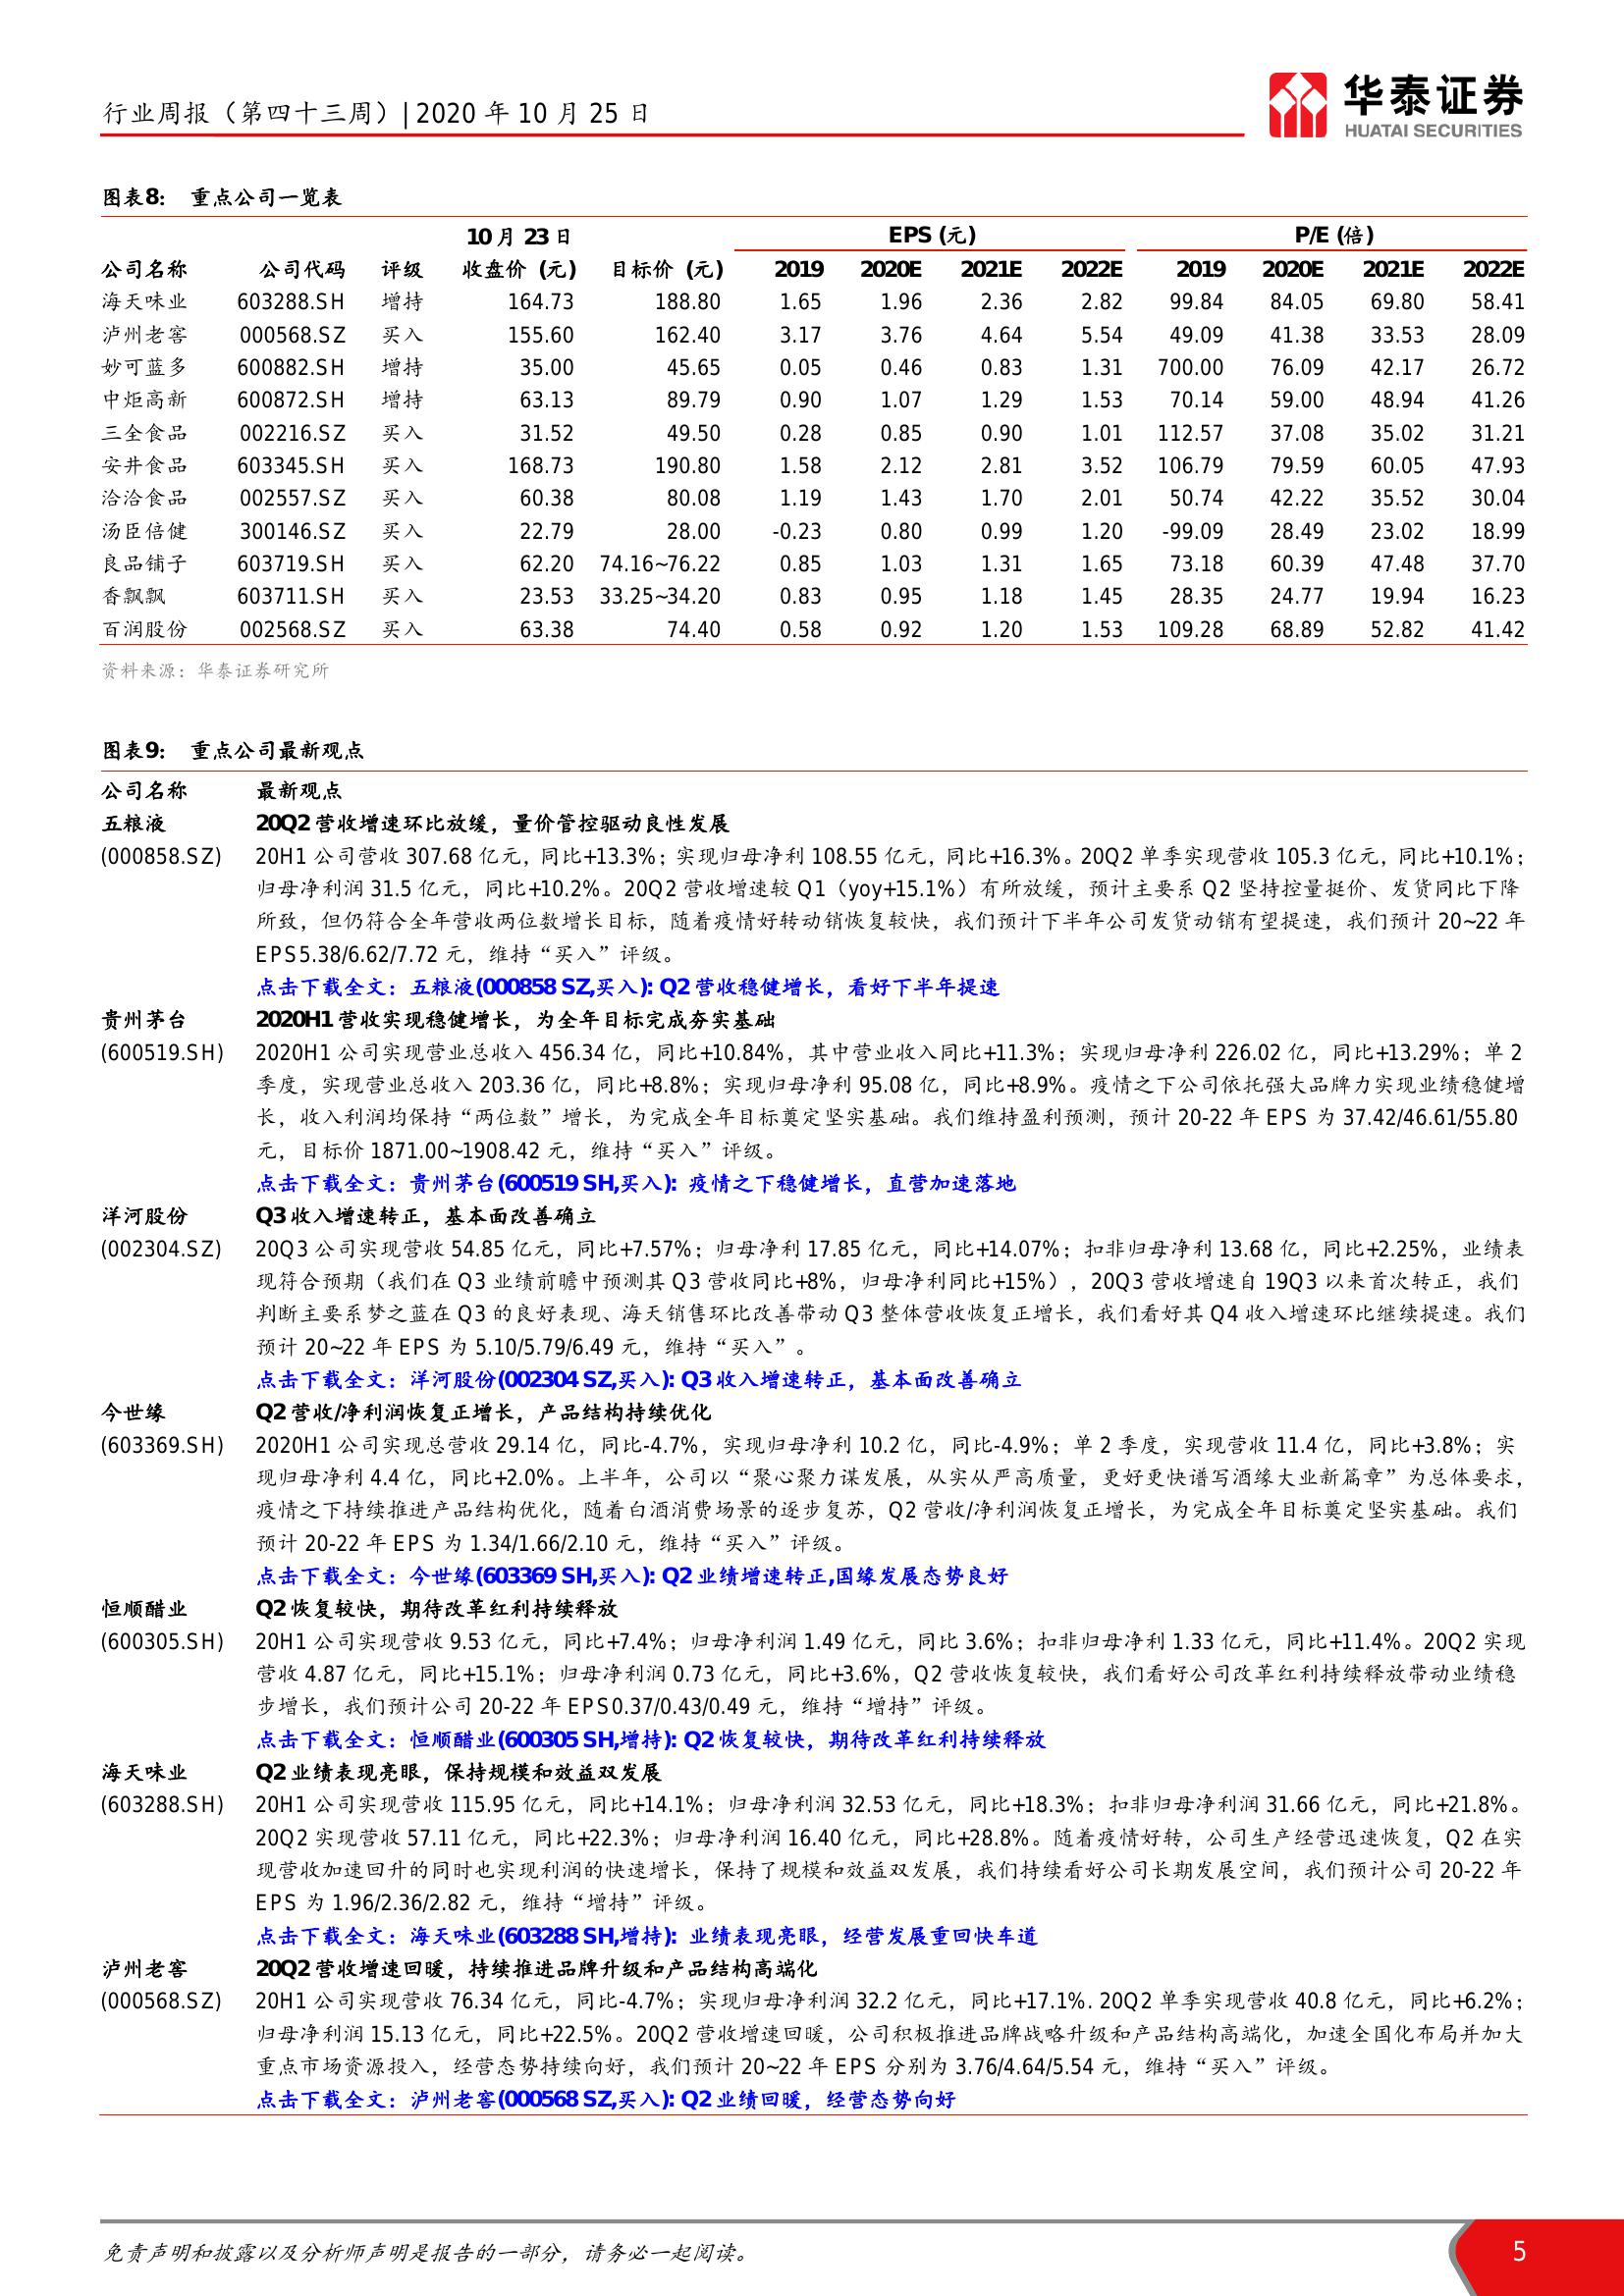 行业周报（第四十三周）| 2020 年 10 月 25 日
华泰证券
HUATAI SECURITIES
图表8： 重点公司一览表
10 月 23 日 EPS (元) P/E (倍)
公司名称 公司代码 评级 收盘价 (元) 目标价 (元) 2019 2020E 2021E 2022E 2019 2020E 2021E 2022E
海天味业 603288.SH 增持 164.73 188.80 1.65 1.96 2.36 2.82 99.84 84.05 69.80 58.41
泸州老窖 000568.SZ 买入 155.60 162.40 3.17 3.76 4.64 5.54 49.09 41.38 33.53 28.09
妙可蓝多 600882.SH 增持 35.00 45.65 0.05 0.46 0.83 1.31 700.00 76.09 42.17 26.72
中炬高新 600872.SH 增持 63.13 89.79 0.90 1.07 1.29 1.53 70.14 59.00 48.94 41.26
三全食品 002216.SZ 买入 31.52 49.50 0.28 0.85 0.90 1.01 112.57 37.08 35.02 31.21
安井食品 603345.SH 买入 168.73 190.80 1.58 2.12 2.81 3.52 106.79 79.59 60.05 47.93
洽洽食品 002557.SZ 买入 60.38 80.08 1.19 1.43 1.70 2.01 50.74 42.22 35.52 30.04
汤臣倍健 300146.SZ 买入 22.79 28.00 -0.23 0.80 0.99 1.20 -99.09 28.49 23.02 18.99
良品铺子 603719.SH 买入 62.20 74.16~76.22 0.85 1.03 1.31 1.65 73.18 60.39 47.48 37.70
香飘飘 603711.SH 买入 23.53 33.25~34.20 0.83 0.95 1.18 1.45 28.35 24.77 19.94 16.23
百润股份 002568.SZ 买入 63.38 74.40 0.58 0.92 1.20 1.53 109.28 68.89 52.82 41.42
资料来源：华泰证券研究所
图表9： 重点公司最新观点
公司名称 最新观点
五粮液 20Q2 营收增速环比放缓，量价管控驱动良性发展
(000858.SZ) 20H1 公司营收 307.68 亿元，同比+13.3%；实现归母净利 108.55 亿元，同比+16.3%。20Q2 单季实现营收 105.3 亿元，同比+10.1%；
归母净利润 31.5 亿元，同比+10.2%。20Q2 营收增速较 Q1（yoy+15.1%）有所放缓，预计主要系 Q2 坚持控量挺价、发货同比下降
所致，但仍符合全年营收两位数增长目标，随着疫情好转动销恢复较快，我们预计下半年公司发货动销有望提速，我们预计 20~22 年
EPS5.38/6.62/7.72 元，维持“买入”评级。
点击下载全文：五粮液(000858 SZ,买入): Q2 营收稳健增长，看好下半年提速
贵州茅台 2020H1 营收实现稳健增长，为全年目标完成夯实基础
(600519.SH) 2020H1 公司实现营业总收入 456.34 亿，同比+10.84%，其中营业收入同比+11.3%；实现归母净利 226.02 亿，同比+13.29%；单 2
季度，实现营业总收入 203.36 亿，同比+8.8%；实现归母净利 95.08 亿，同比+8.9%。疫情之下公司依托强大品牌力实现业绩稳健增
长，收入利润均保持“两位数”增长，为完成全年目标奠定坚实基础。我们维持盈利预测，预计 20-22 年 EPS 为 37.42/46.61/55.80
元，目标价 1871.00~1908.42 元，维持“买入”评级。
点击下载全文：贵州茅台(600519 SH,买入)：疫情之下稳健增长，直营加速落地
洋河股份 Q3 收入增速转正，基本面改善确立
(002304.SZ) 20Q3 公司实现营收 54.85 亿元，同比+7.57%；归母净利 17.85 亿元，同比+14.07%；扣非归母净利 13.68 亿，同比+2.25%，业绩表
现符合预期（我们在 Q3 业绩前瞻中预测其 Q3 营收同比+8%，归母净利同比+15%），20Q3 营收增速自 19Q3 以来首次转正，我们
判断主要系梦之蓝在 Q3 的良好表现、海天销售环比改善带动 Q3 整体营收恢复正增长，我们看好其 Q4 收入增速环比继续提速。我们
预计 20~22 年 EPS 为 5.10/5.79/6.49 元，维持“买入”。
点击下载全文：洋河股份(002304 SZ,买入): Q3 收入增速转正，基本面改善确立
今世缘 Q2 营收/净利润恢复正增长，产品结构持续优化
(603369.SH) 2020H1 公司实现总营收 29.14 亿，同比-4.7%，实现归母净利 10.2 亿，同比-4.9%；单 2 季度，实现营收 11.4 亿，同比+3.8%；实
现归母净利 4.4 亿，同比+2.0%。上半年，公司以“聚心聚力谋发展，从实从严高质量，更好更快谱写酒缘大业新篇章”为总体要求，
疫情之下持续推进产品结构优化，随着白酒消费场景的逐步复苏，Q2 营收/净利润恢复正增长，为完成全年目标奠定坚实基础。我们
预计 20-22 年 EPS 为 1.34/1.66/2.10 元，维持“买入”评级。
点击下载全文：今世缘(603369 SH,买入): Q2 业绩增速转正,国缘发展态势良好
恒顺醋业 Q2 恢复较快，期待改革红利持续释放
(600305.SH) 20H1 公司实现营收 9.53 亿元，同比+7.4%；归母净利润 1.49 亿元，同比 3.6%；扣非归母净利 1.33 亿元，同比+11.4%。20Q2 实现
营收 4.87 亿元，同比+15.1%；归母净利润 0.73 亿元，同比+3.6%，Q2 营收恢复较快，我们看好公司改革红利持续释放带动业绩稳
步增长，我们预计公司 20-22 年 EPS0.37/0.43/0.49 元，维持“增持”评级。
点击下载全文：恒顺醋业(600305 SH,增持): Q2 恢复较快，期待改革红利持续释放
海天味业 Q2 业绩表现亮眼，保持规模和效益双发展
(603288.SH) 20H1 公司实现营收 115.95 亿元，同比+14.1%；归母净利润 32.53 亿元，同比+18.3%；扣非归母净利润 31.66 亿元，同比+21.8%。
20Q2 实现营收 57.11 亿元，同比+22.3%；归母净利润 16.40 亿元，同比+28.8%。随着疫情好转，公司生产经营迅速恢复，Q2 在实
现营收加速回升的同时也实现利润的快速增长，保持了规模和效益双发展，我们持续看好公司长期发展空间，我们预计公司 20-22 年
EPS 为 1.96/2.36/2.82 元，维持“增持”评级。
点击下载全文：海天味业(603288 SH,增持)：业绩表现亮眼，经营发展重回快车道
泸州老窖 20Q2 营收增速回暖，持续推进品牌升级和产品结构高端化
(000568.SZ) 20H1 公司实现营收 76.34 亿元，同比-4.7%；实现归母净利润 32.2 亿元，同比+17.1%. 20Q2 单季实现营收 40.8 亿元，同比+6.2%；
归母净利润 15.13 亿元，同比+22.5%。20Q2 营收增速回暖，公司积极推进品牌战略升级和产品结构高端化，加速全国化布局并加大
重点市场资源投入，经营态势持续向好，我们预计 20~22 年 EPS 分别为 3.76/4.64/5.54 元，维持“买入”评级。
点击下载全文：泸州老窖(000568 SZ,买入): Q2 业绩回暖，经营态势向好
免责声明和披露以及分析师声明是报告的一部分，请务必一起阅读。 5